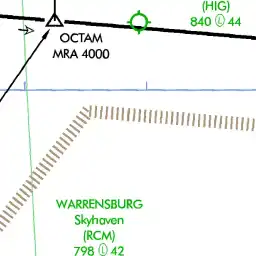 (HIG)
840 Ⓛ 44
OCTAM
MRA 4000
WARRENSBURG
Skyhaven
(RCM)
798 Ⓛ 42